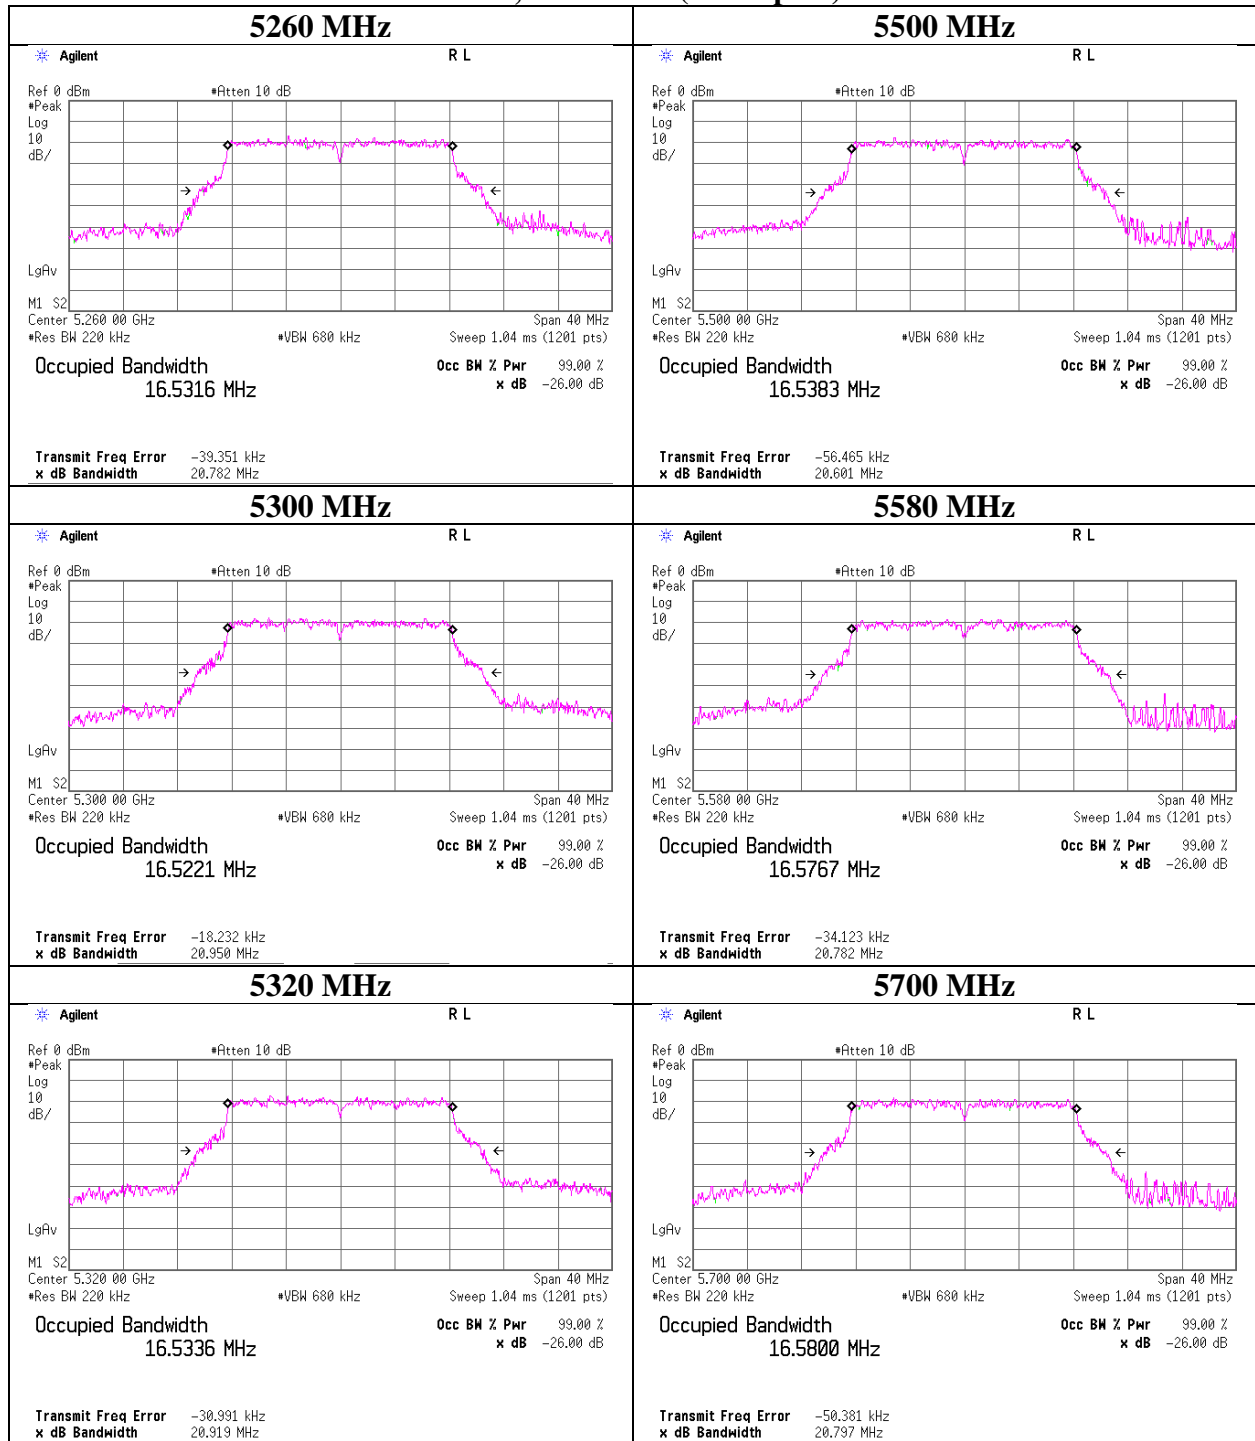 5260 MHz
Agilent R L
Ref 0 dBm #Atten 10 dB
#Peak
Log
10
dB/
LgAv
M1 S2
Center 5.260 00 GHz Span 40 MHz
#Res BW 220 kHz #VBW 680 kHz Sweep 1.04 ms (1201 pts)
Occupied Bandwidth Occ BW % Pwr 99.00 %
16.5316 MHz x dB -26.00 dB
Transmit Freq Error -39.351 kHz
x dB Bandwidth 20.782 MHz
5500 MHz
Agilent R L
Ref 0 dBm #Atten 10 dB
#Peak
Log
10
dB/
LgAv
M1 S2
Center 5.500 00 GHz Span 40 MHz
#Res BW 220 kHz #VBW 680 kHz Sweep 1.04 ms (1201 pts)
Occupied Bandwidth Occ BW % Pwr 99.00 %
16.5383 MHz x dB -26.00 dB
Transmit Freq Error -56.465 kHz
x dB Bandwidth 20.601 MHz
5300 MHz
Agilent R L
Ref 0 dBm #Atten 10 dB
#Peak
Log
10
dB/
LgAv
M1 S2
Center 5.300 00 GHz Span 40 MHz
#Res BW 220 kHz #VBW 680 kHz Sweep 1.04 ms (1201 pts)
Occupied Bandwidth Occ BW % Pwr 99.00 %
16.5221 MHz x dB -26.00 dB
Transmit Freq Error -18.232 kHz
x dB Bandwidth 20.950 MHz
5580 MHz
Agilent R L
Ref 0 dBm #Atten 10 dB
#Peak
Log
10
dB/
LgAv
M1 S2
Center 5.580 00 GHz Span 40 MHz
#Res BW 220 kHz #VBW 680 kHz Sweep 1.04 ms (1201 pts)
Occupied Bandwidth Occ BW % Pwr 99.00 %
16.5767 MHz x dB -26.00 dB
Transmit Freq Error -34.123 kHz
x dB Bandwidth 20.782 MHz
5320 MHz
Agilent R L
Ref 0 dBm #Atten 10 dB
#Peak
Log
10
dB/
LgAv
M1 S2
Center 5.320 00 GHz Span 40 MHz
#Res BW 220 kHz #VBW 680 kHz Sweep 1.04 ms (1201 pts)
Occupied Bandwidth Occ BW % Pwr 99.00 %
16.5336 MHz x dB -26.00 dB
Transmit Freq Error -30.991 kHz
x dB Bandwidth 20.919 MHz
5700 MHz
Agilent R L
Ref 0 dBm #Atten 10 dB
#Peak
Log
10
dB/
LgAv
M1 S2
Center 5.700 00 GHz Span 40 MHz
#Res BW 220 kHz #VBW 680 kHz Sweep 1.04 ms (1201 pts)
Occupied Bandwidth Occ BW % Pwr 99.00 %
16.5800 MHz x dB -26.00 dB
Transmit Freq Error -50.381 kHz
x dB Bandwidth 20.797 MHz